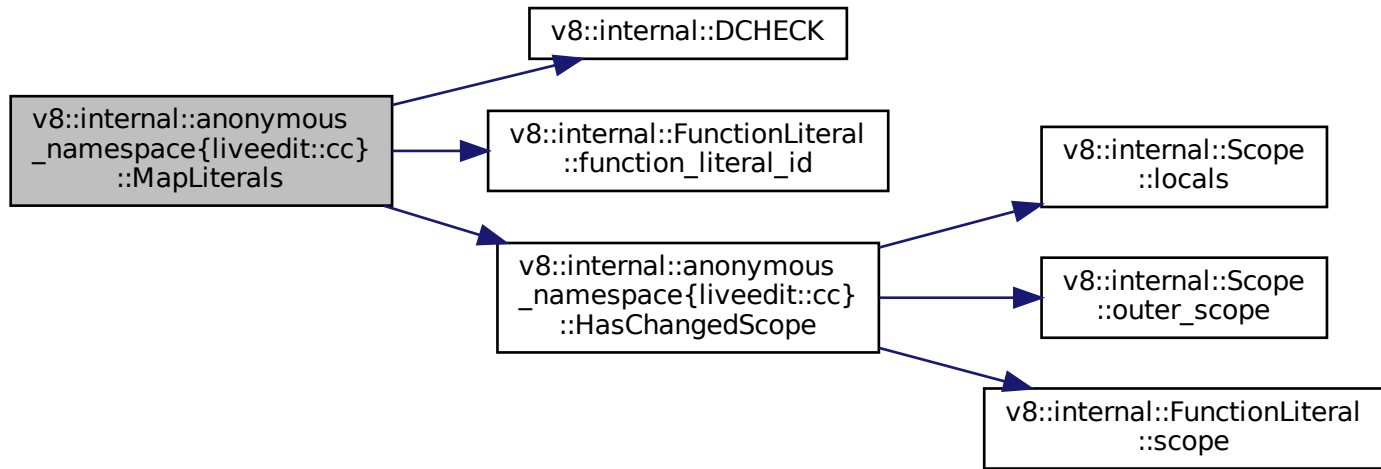 v8::internal::DCHECK
v8::internal::anonymous
_namespace{liveedit::cc}
::MapLiterals
v8::internal::FunctionLiteral
::function_literal_id
v8::internal::Scope
::locals
v8::internal::anonymous
_namespace{liveedit::cc}
::HasChangedScope
v8::internal::Scope
::outer_scope
v8::internal::FunctionLiteral
::scope